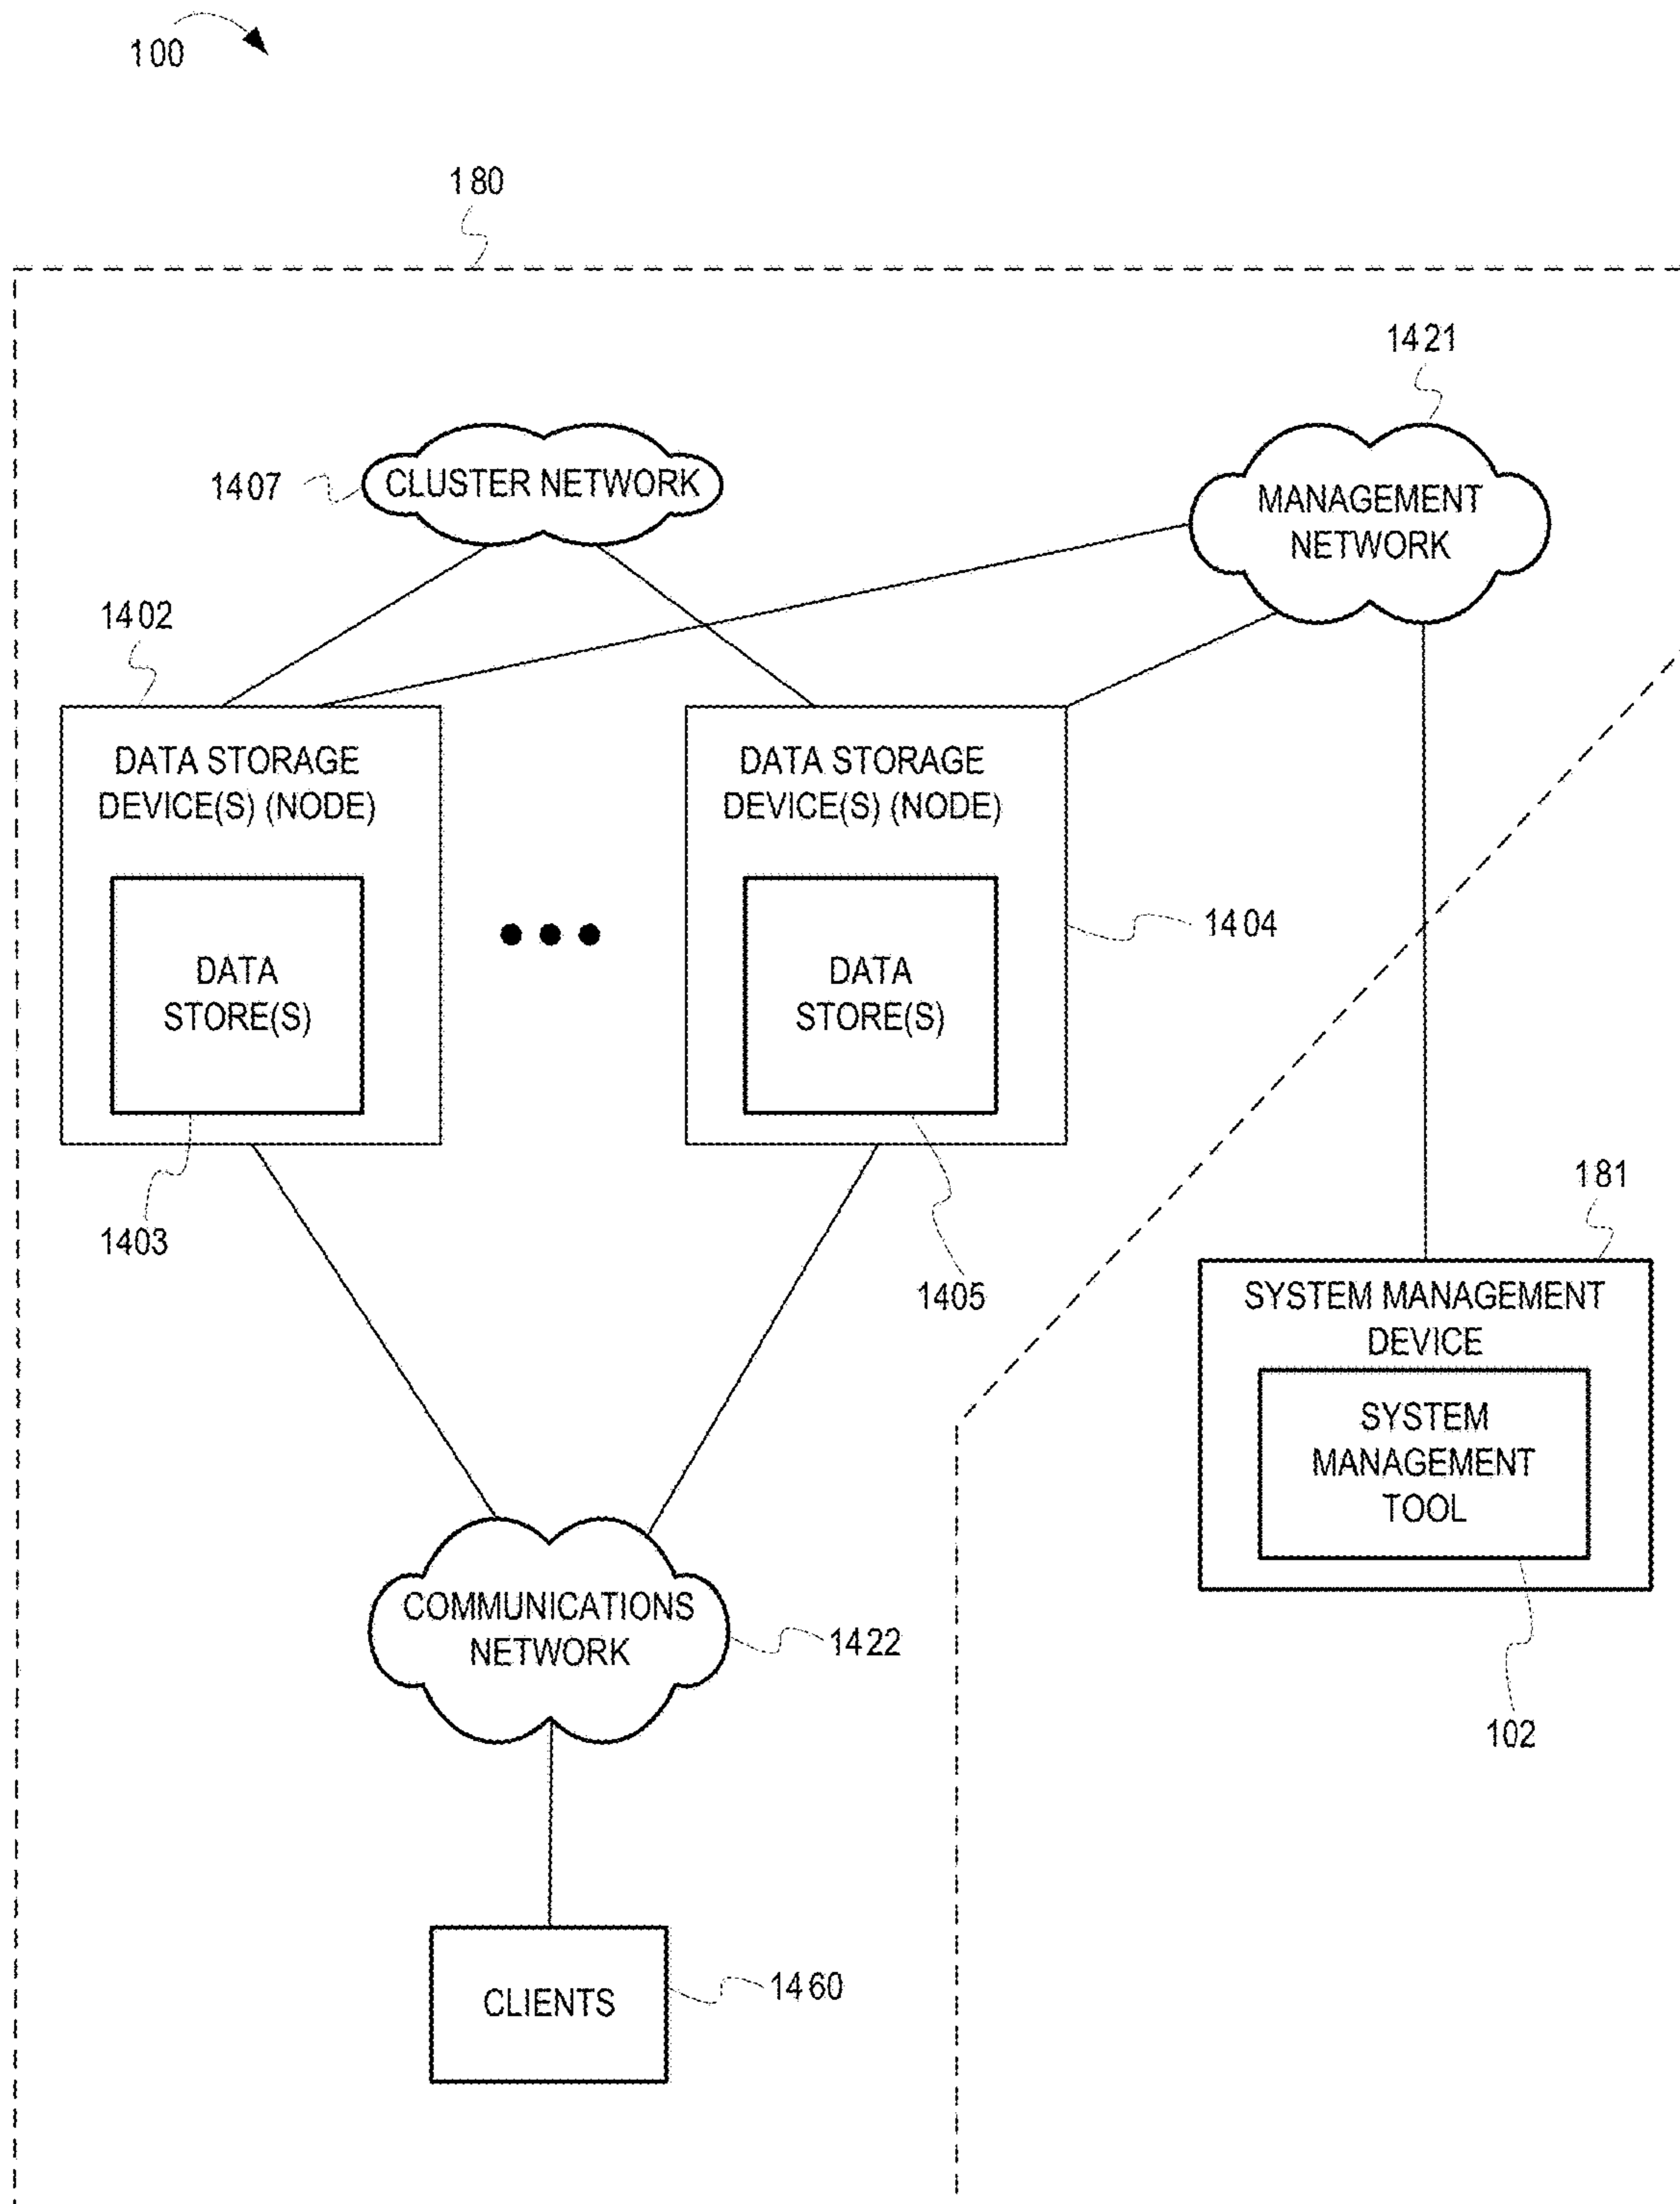 100
180
1421
1407
CLUSTER NETWORK
MANAGEMENT
NETWORK
1402
DATA STORAGE
DEVICE(S) (NODE)
DATA STORAGE
DEVICE(S) (NODE)
1404
DATA
STORE(S)
DATA
STORE(S)
1403
1405
181
SYSTEM MANAGEMENT
DEVICE
SYSTEM
MANAGEMENT
TOOL
102
COMMUNICATIONS
NETWORK
1422
CLIENTS
1460